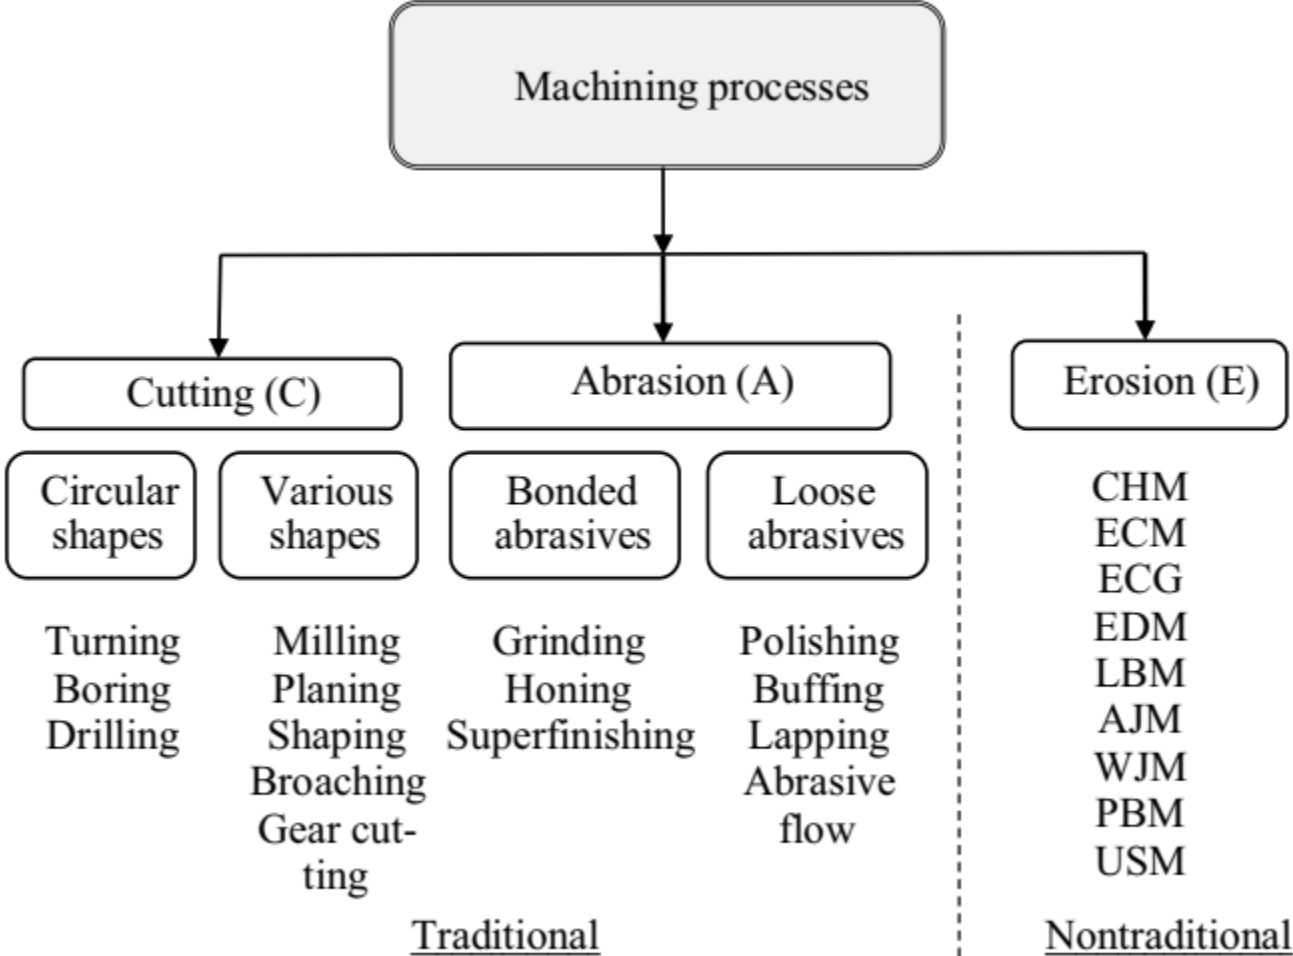 Machining processes
Cutting (C)
Abrasion (A)
Erosion (E)
Circular
shapes
Various
shapes
Bonded
abrasives
Loose
abrasives
Turning
Boring
Drilling
Milling
Planing
Shaping
Broaching
Gear cut-
ting
Grinding
Honing
Superfinishing
Polishing
Buffing
Lapping
Abrasive
flow
CHM
ECM
ECG
EDM
LBM
AJM
WJM
PBM
USM
Traditional
Nontraditional